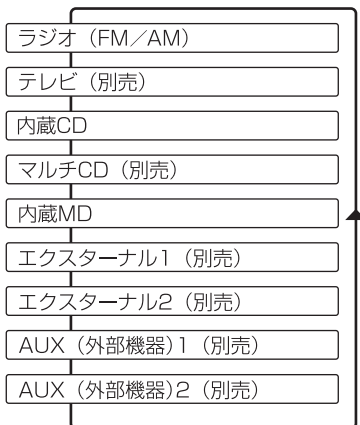 ラジオ（FM／AM）
テレビ（別売）
内蔵CD
マルチCD（別売）
内蔵MD
エクスターナル1（別売）
エクスターナル2（別売）
AUX（外部機器)1（別売）
AUX（外部機器)2（別売）